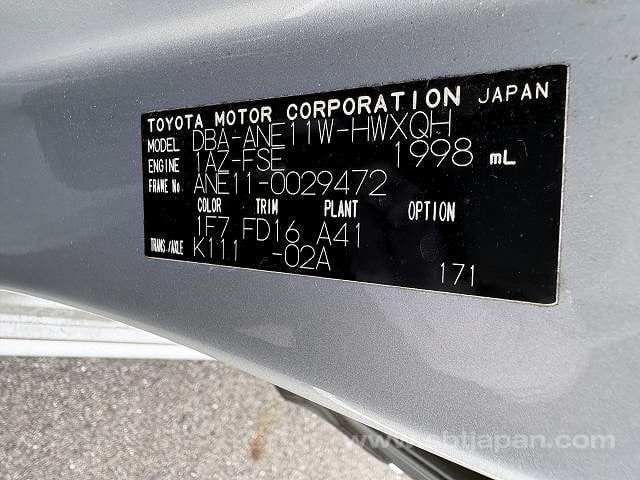 TOYOTA MOTOR CORPORATION JAPAN
MODEL DBA-ANE11W-HWXQH
ENGINE 1AZ-FSE 1998 mL
FRAME No. ANE11-0029472
COLOR TRIM PLANT OPTION
1F7 FD16 A41
TRANS./AXLE K111 -02A
171
www.sbtjapan.com